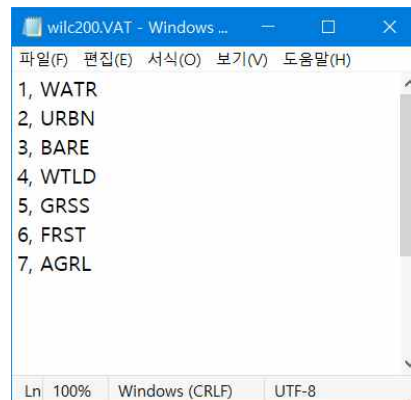 wilc200.VAT - Windows ...
파일(F) 편집(E) 서식(O) 보기(V) 도움말(H)
1, WATR
2, URBN
3, BARE
4, WTLD
5, GRSS
6, FRST
7, AGRL
Ln 100% Windows (CRLF) UTF-8